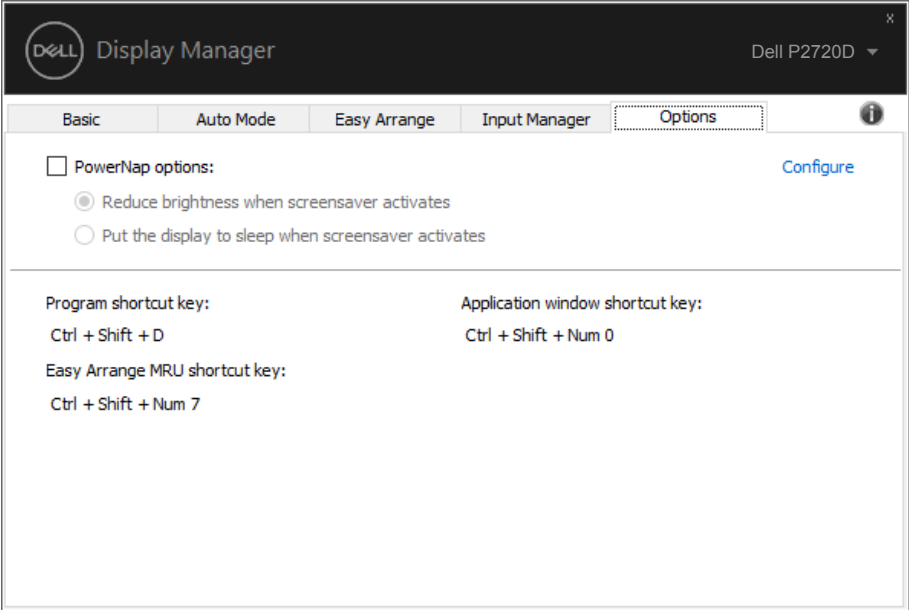 DELL Display Manager
x
Dell P2720D
Basic Auto Mode Easy Arrange Input Manager Options
PowerNap options: Configure
Reduce brightness when screensaver activates
Put the display to sleep when screensaver activates
Program shortcut key: Application window shortcut key:
Ctrl + Shift + D Ctrl + Shift + Num 0
Easy Arrange MRU shortcut key:
Ctrl + Shift + Num 7